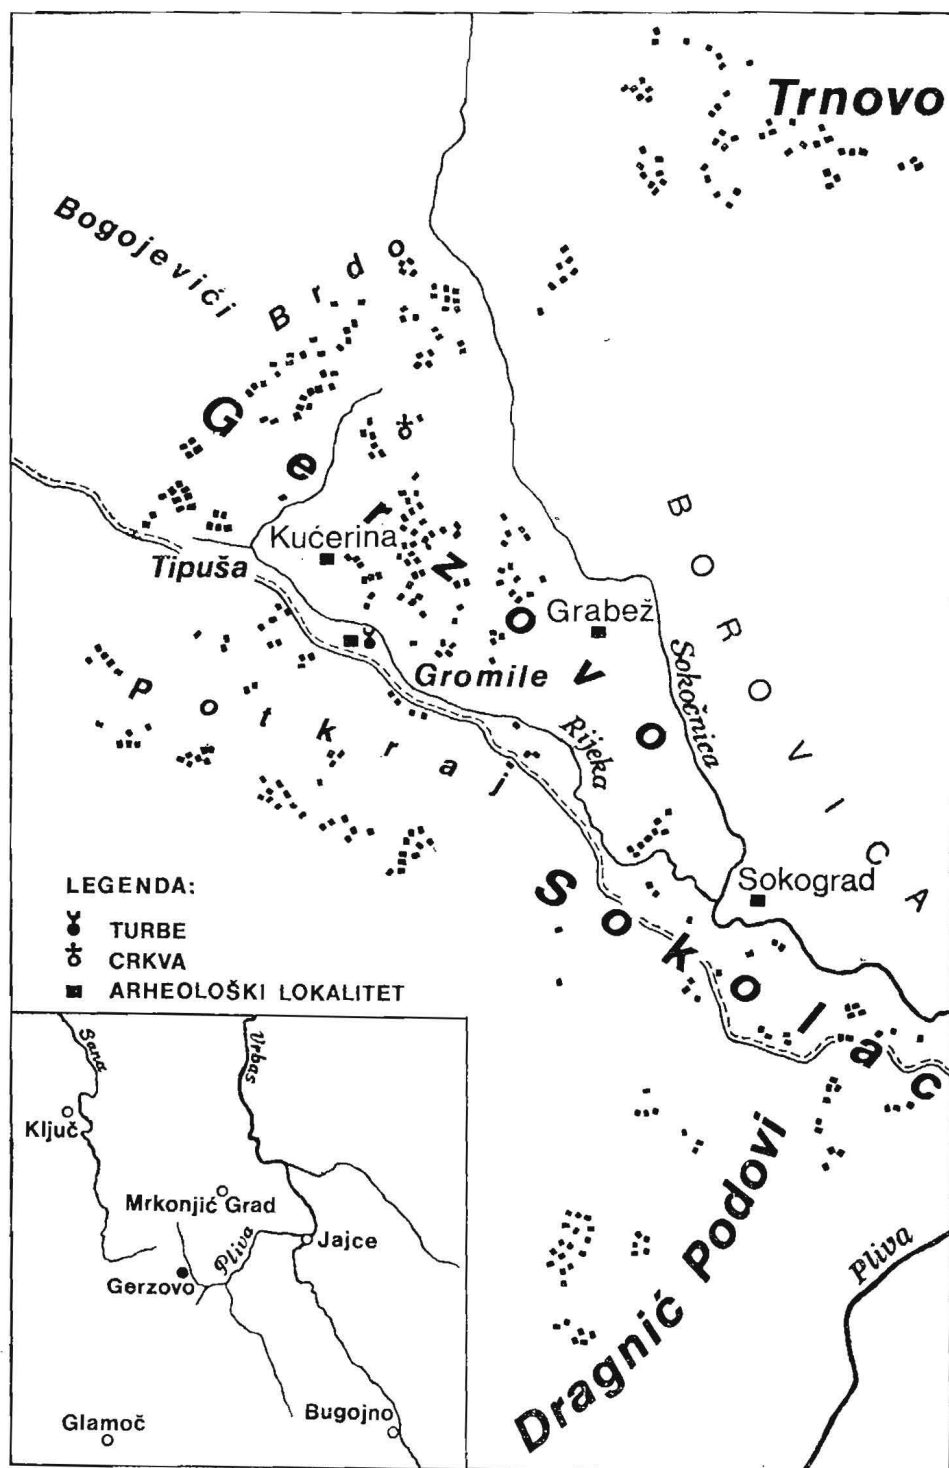 Trnovo
Bogojevići
Brdo
Gerzovo
BOROVICA
Kućerina
Tipuša
Grabež
Gromile
Sokočnica
Potkraj
Rijeka
Sokograd
Sokolac
LEGENDA:
TURBE
CRKVA
ARHEOLOŠKI LOKALITET
Dragnić Podovi
Pliva
Sana
Vrbas
Ključ
Mrkonjić Grad
Pliva
Jajce
Gerzovo
Glamoč
Bugojno